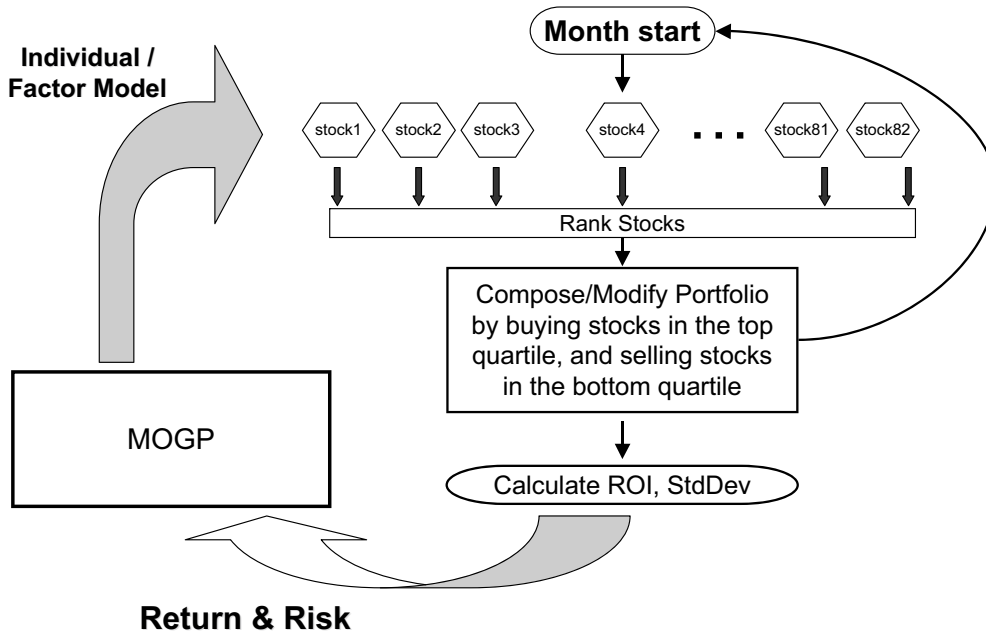 Month start
Individual /
Factor Model
stock1 stock2 stock3 stock4 . . . stock81 stock82
Rank Stocks
Compose/Modify Portfolio
by buying stocks in the top
quartile, and selling stocks
in the bottom quartile
MOGP
Calculate ROI, StdDev
Return & Risk